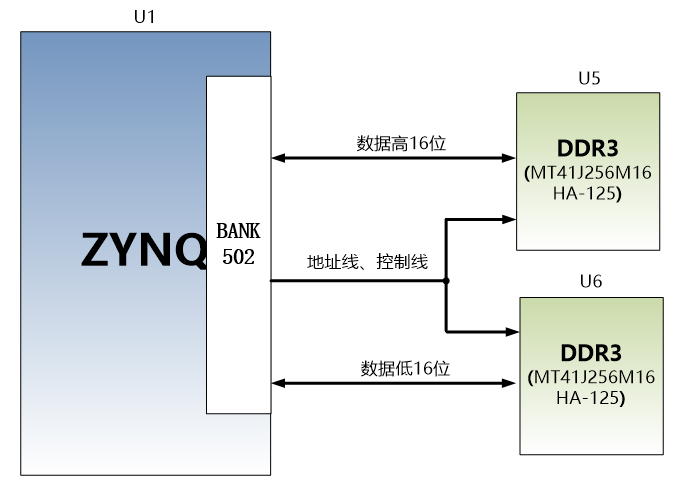 U1
ZYNQ
BANK
502
数据高16位
地址线、控制线
数据低16位
U5
DDR3
(MT41J256M16
HA-125)
U6
DDR3
(MT41J256M16
HA-125)